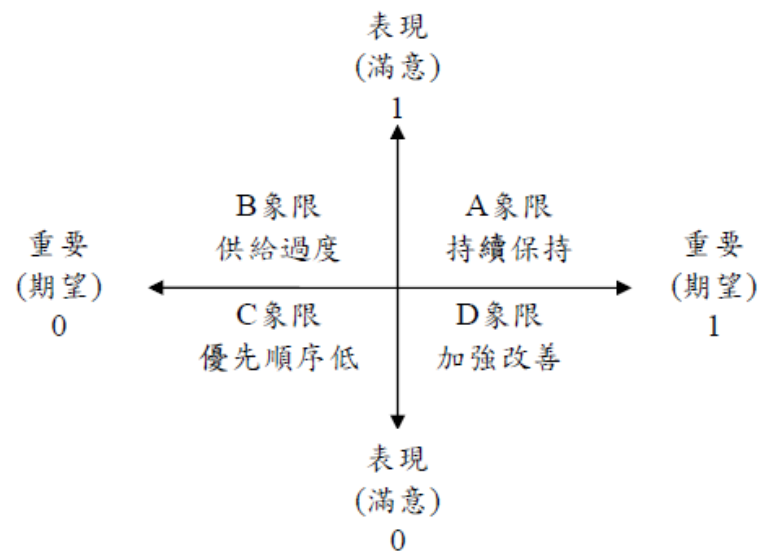 表現
(滿意)
1
B象限
供給過度
A象限
持續保持
重要
(期望)
0
重要
(期望)
1
C象限
優先順序低
D象限
加強改善
表現
(滿意)
0